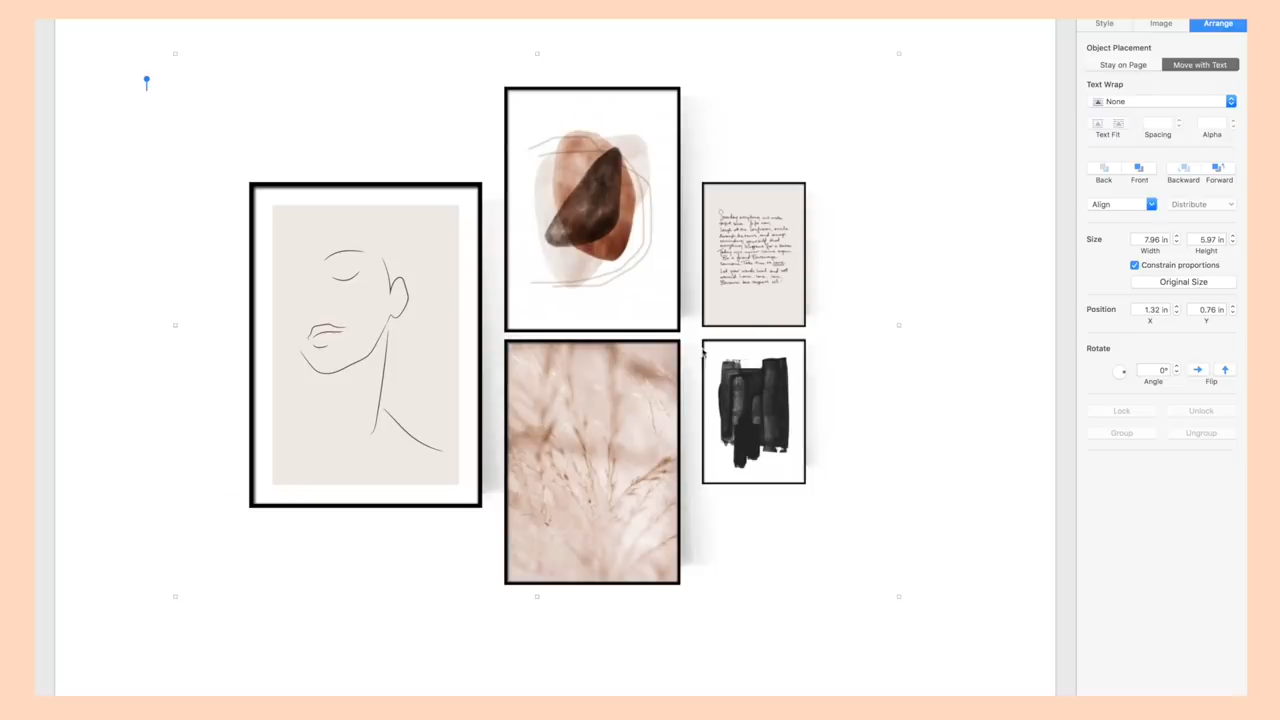 Style Image Arrange
Object Placement
Stay on Page Move with Text
Text Wrap
None
Text Fit Spacing Alpha
Back Front Backward Forward
Align Distribute
Size 7.96 in 5.97 in
Width Height
Constrain proportions
Original Size
Position 1.32 in 0.76 in
X Y
Rotate
0°
Angle Flip
Lock Unlock
Group Ungroup